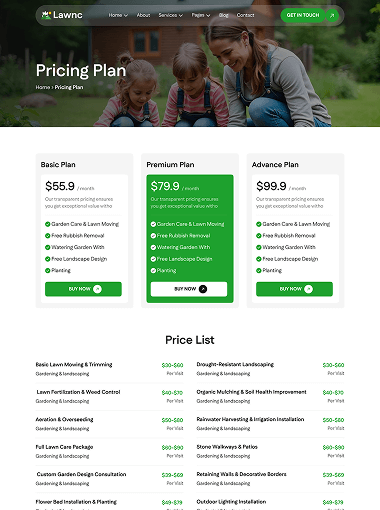 Lawnc
Home About Services Pages Blog Contact
GET IN TOUCH
Pricing Plan
Home › Pricing Plan
Basic Plan
$55.9 / month
Our transparent pricing ensures
you get exceptional value witho
Garden Care & Lawn Moving
Free Rubbish Removal
Watering Garden With
Free Landscape Design
Planting
BUY NOW
Premium Plan
$79.9 / month
Our transparent pricing ensures
you get exceptional value witho
Garden Care & Lawn Moving
Free Rubbish Removal
Watering Garden With
Free Landscape Design
Planting
BUY NOW
Advance Plan
$99.9 / month
Our transparent pricing ensures
you get exceptional value witho
Garden Care & Lawn Moving
Free Rubbish Removal
Watering Garden With
Free Landscape Design
Planting
BUY NOW
Price List
Basic Lawn Mowing & Trimming $30-$60
Gardening & landscaping Per Visit
Lawn Fertilization & Weed Control $40-$70
Gardening & landscaping Per Visit
Aeration & Overseeding $50-$80
Gardening & landscaping Per Visit
Full Lawn Care Package $60-$90
Gardening & landscaping Per Visit
Custom Garden Design Consultation $39-$69
Gardening & landscaping Per Visit
Flower Bed Installation & Planting $49-$79
Drought-Resistant Landscaping $30-$60
Gardening & landscaping Per Visit
Organic Mulching & Soil Health Improvement $40-$70
Gardening & landscaping Per Visit
Rainwater Harvesting & Irrigation Installation $50-$80
Gardening & landscaping Per Visit
Stone Walkways & Patios $60-$90
Gardening & landscaping Per Visit
Retaining Walls & Decorative Borders $39-$69
Gardening & landscaping Per Visit
Outdoor Lighting Installation $49-$79